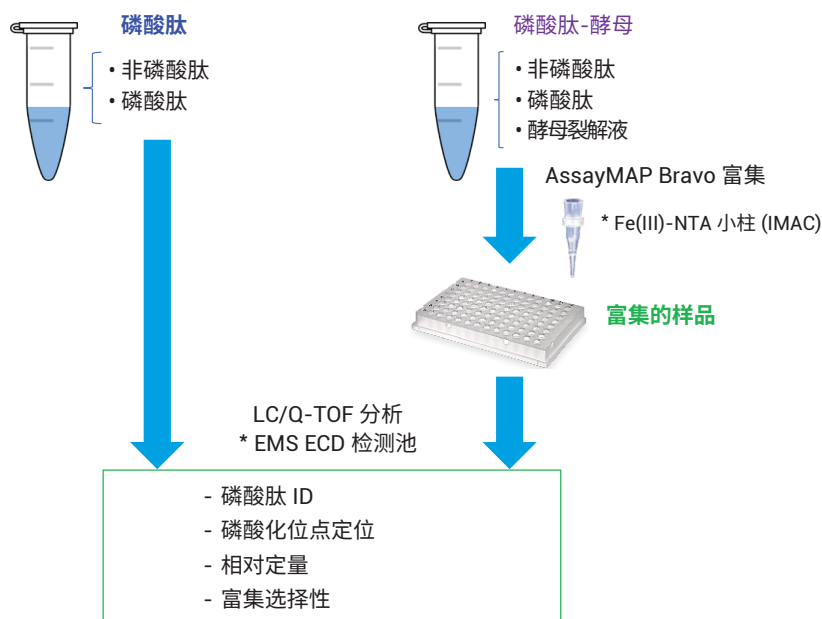 磷酸肽
• 非磷酸肽
• 磷酸肽
磷酸肽-酵母
• 非磷酸肽
• 磷酸肽
• 酵母裂解液
AssayMAP Bravo 富集
* Fe(III)-NTA 小柱 (IMAC)
富集的样品
LC/Q-TOF 分析
* EMS ECD 检测池
- 磷酸肽 ID
- 磷酸化位点定位
- 相对定量
- 富集选择性